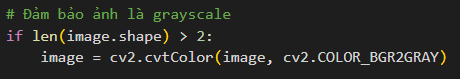 # Đảm bảo ảnh là grayscale
if len(image.shape) > 2:
    image = cv2.cvtColor(image, cv2.COLOR_BGR2GRAY)